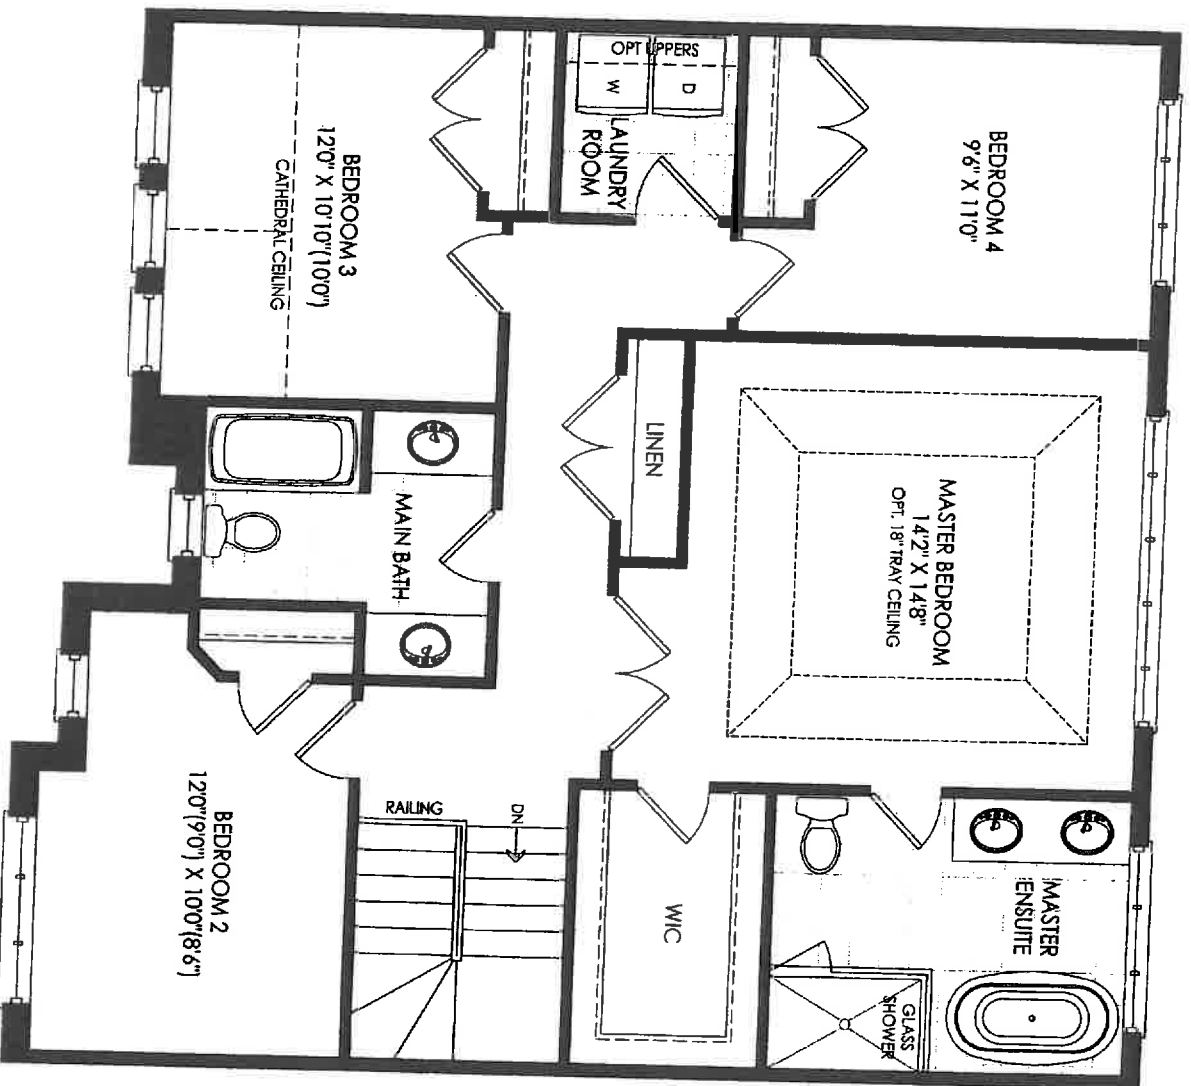 OPT UPPERS
W
D
LAUNDRY
ROOM
BEDROOM 4
9'6" X 11'0"
BEDROOM 3
12'0" X 10'10"(10'0")
CATHEDRAL CEILING
LINEN
MASTER BEDROOM
14'2" X 14'8"
OPT. 18" TRAY CEILING
MAIN BATH
RAILING
DN
BEDROOM 2
12'0"(9'0") X 10'0"(8'6")
WIC
MASTER
ENSUITE
GLASS
SHOWER